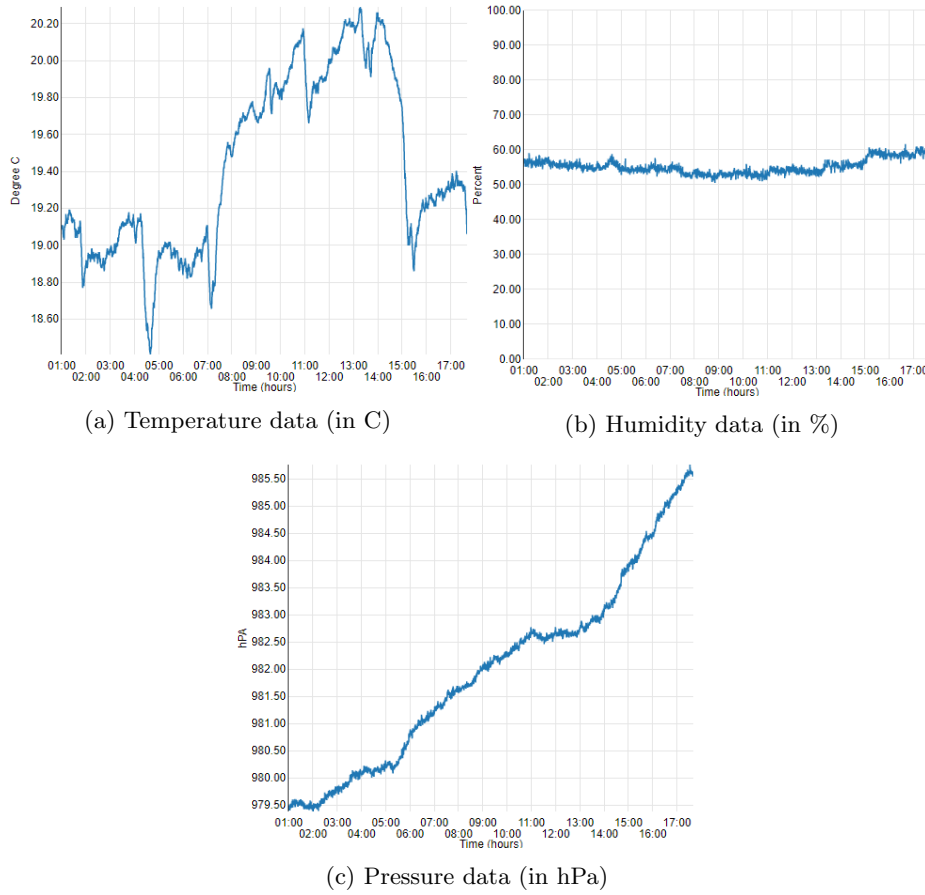 20.20
20.00
19.80
19.60
19.40
19.20
19.00
18.80
18.60
Degree C
01:00 03:00 05:00 07:00 09:00 11:00 13:00 15:00 17:00
02:00 04:00 06:00 08:00 10:00 12:00 14:00 16:00
Time (hours)
(a) Temperature data (in C)
100.00
90.00
80.00
70.00
60.00
50.00
40.00
30.00
20.00
10.00
0.00
Percent
01:00 03:00 05:00 07:00 09:00 11:00 13:00 15:00 17:00
02:00 04:00 06:00 08:00 10:00 12:00 14:00 16:00
Time (hours)
(b) Humidity data (in %)
985.50
985.00
984.50
984.00
983.50
983.00
982.50
982.00
981.50
981.00
980.50
980.00
979.50
hPA
01:00 03:00 05:00 07:00 09:00 11:00 13:00 15:00 17:00
02:00 04:00 06:00 08:00 10:00 12:00 14:00 16:00
Time (hours)
(c) Pressure data (in hPa)